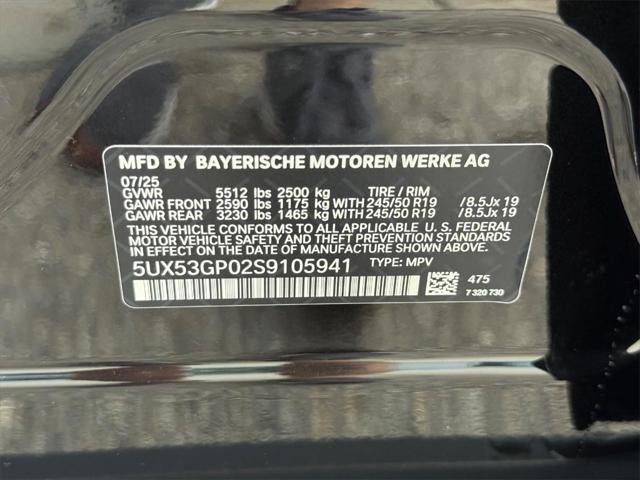 MFD BY BAYERISCHE MOTOREN WERKE AG
07/25
GVWR 5512 lbs 2500 kg TIRE / RIM
GAWR FRONT 2590 lbs 1175 kg WITH 245/50 R19 /8.5Jx 19
GAWR REAR 3230 lbs 1465 kg WITH 245/50 R19 /8.5Jx 19
THIS VEHICLE CONFORMS TO ALL APPLICABLE U. S. FEDERAL
MOTOR VEHICLE SAFETY AND THEFT PREVENTION STANDARDS
IN EFFECT ON THE DATE OF MANUFACTURE SHOWN ABOVE.
5UX53GP02S9105941 TYPE: MPV
475
7 320 730